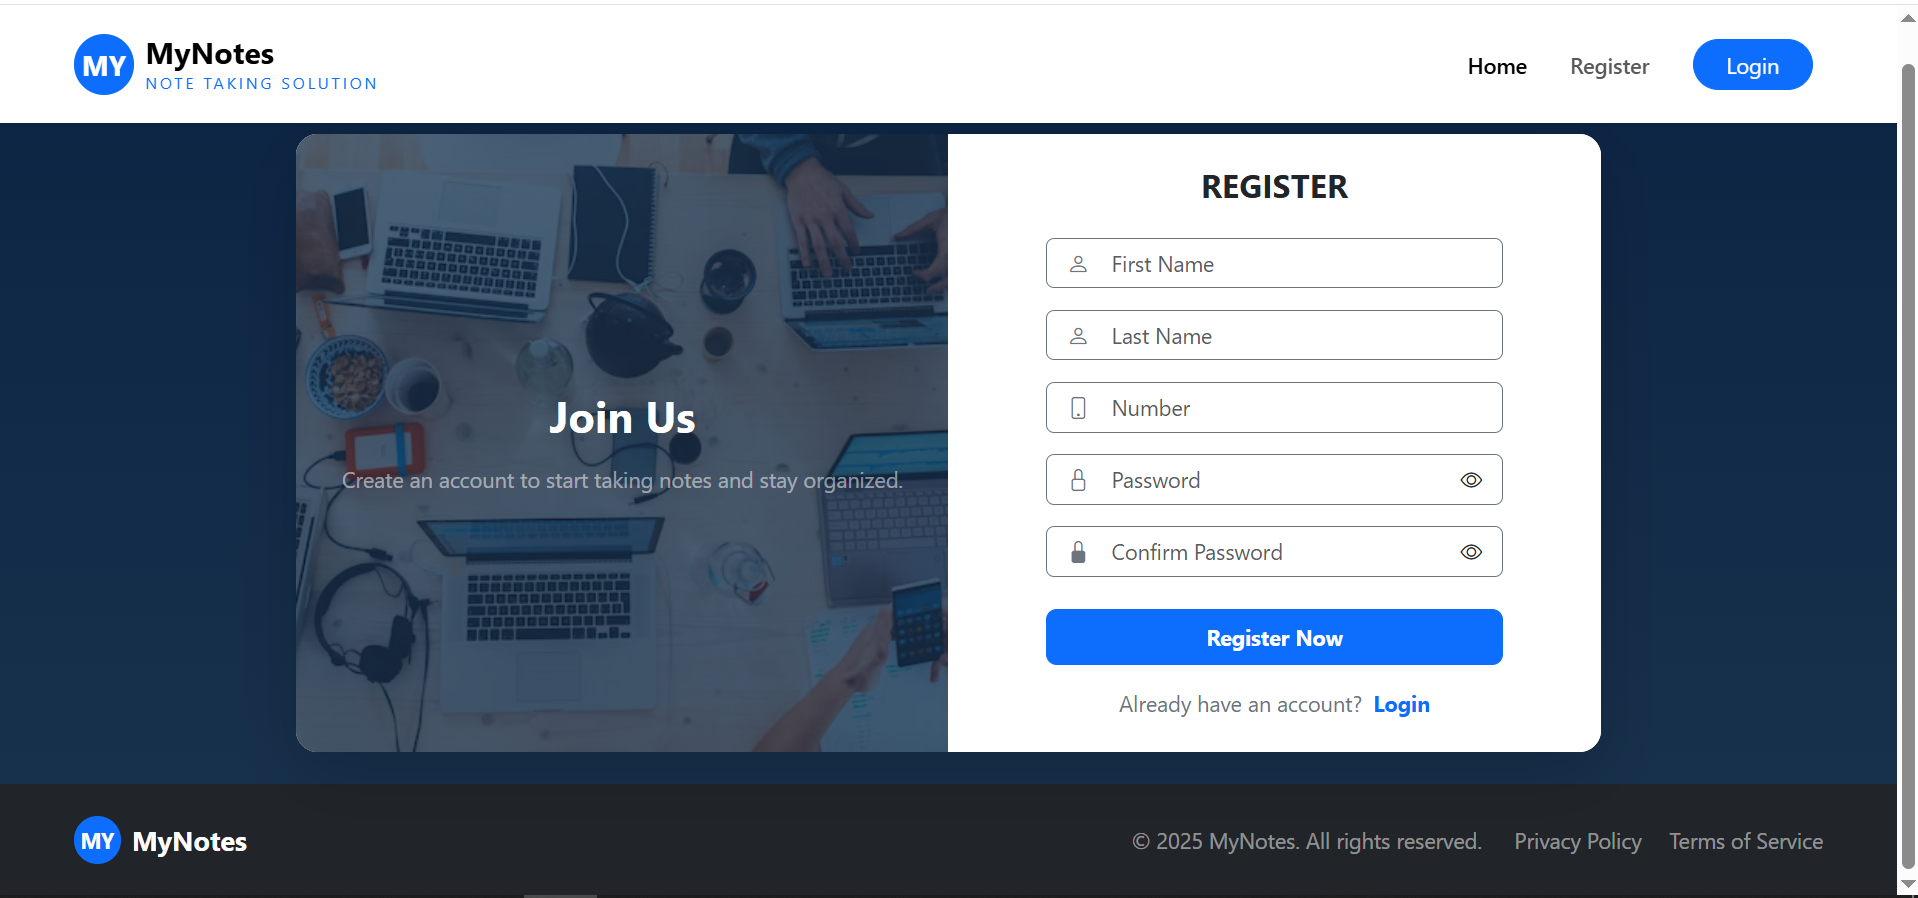 MY
MyNotes
NOTE TAKING SOLUTION
Home
Register
Login
Join Us
Create an account to start taking notes and stay organized.
REGISTER
First Name
Last Name
Number
Password
Confirm Password
Register Now
Already have an account? Login
MY
MyNotes
© 2025 MyNotes. All rights reserved.
Privacy Policy
Terms of Service